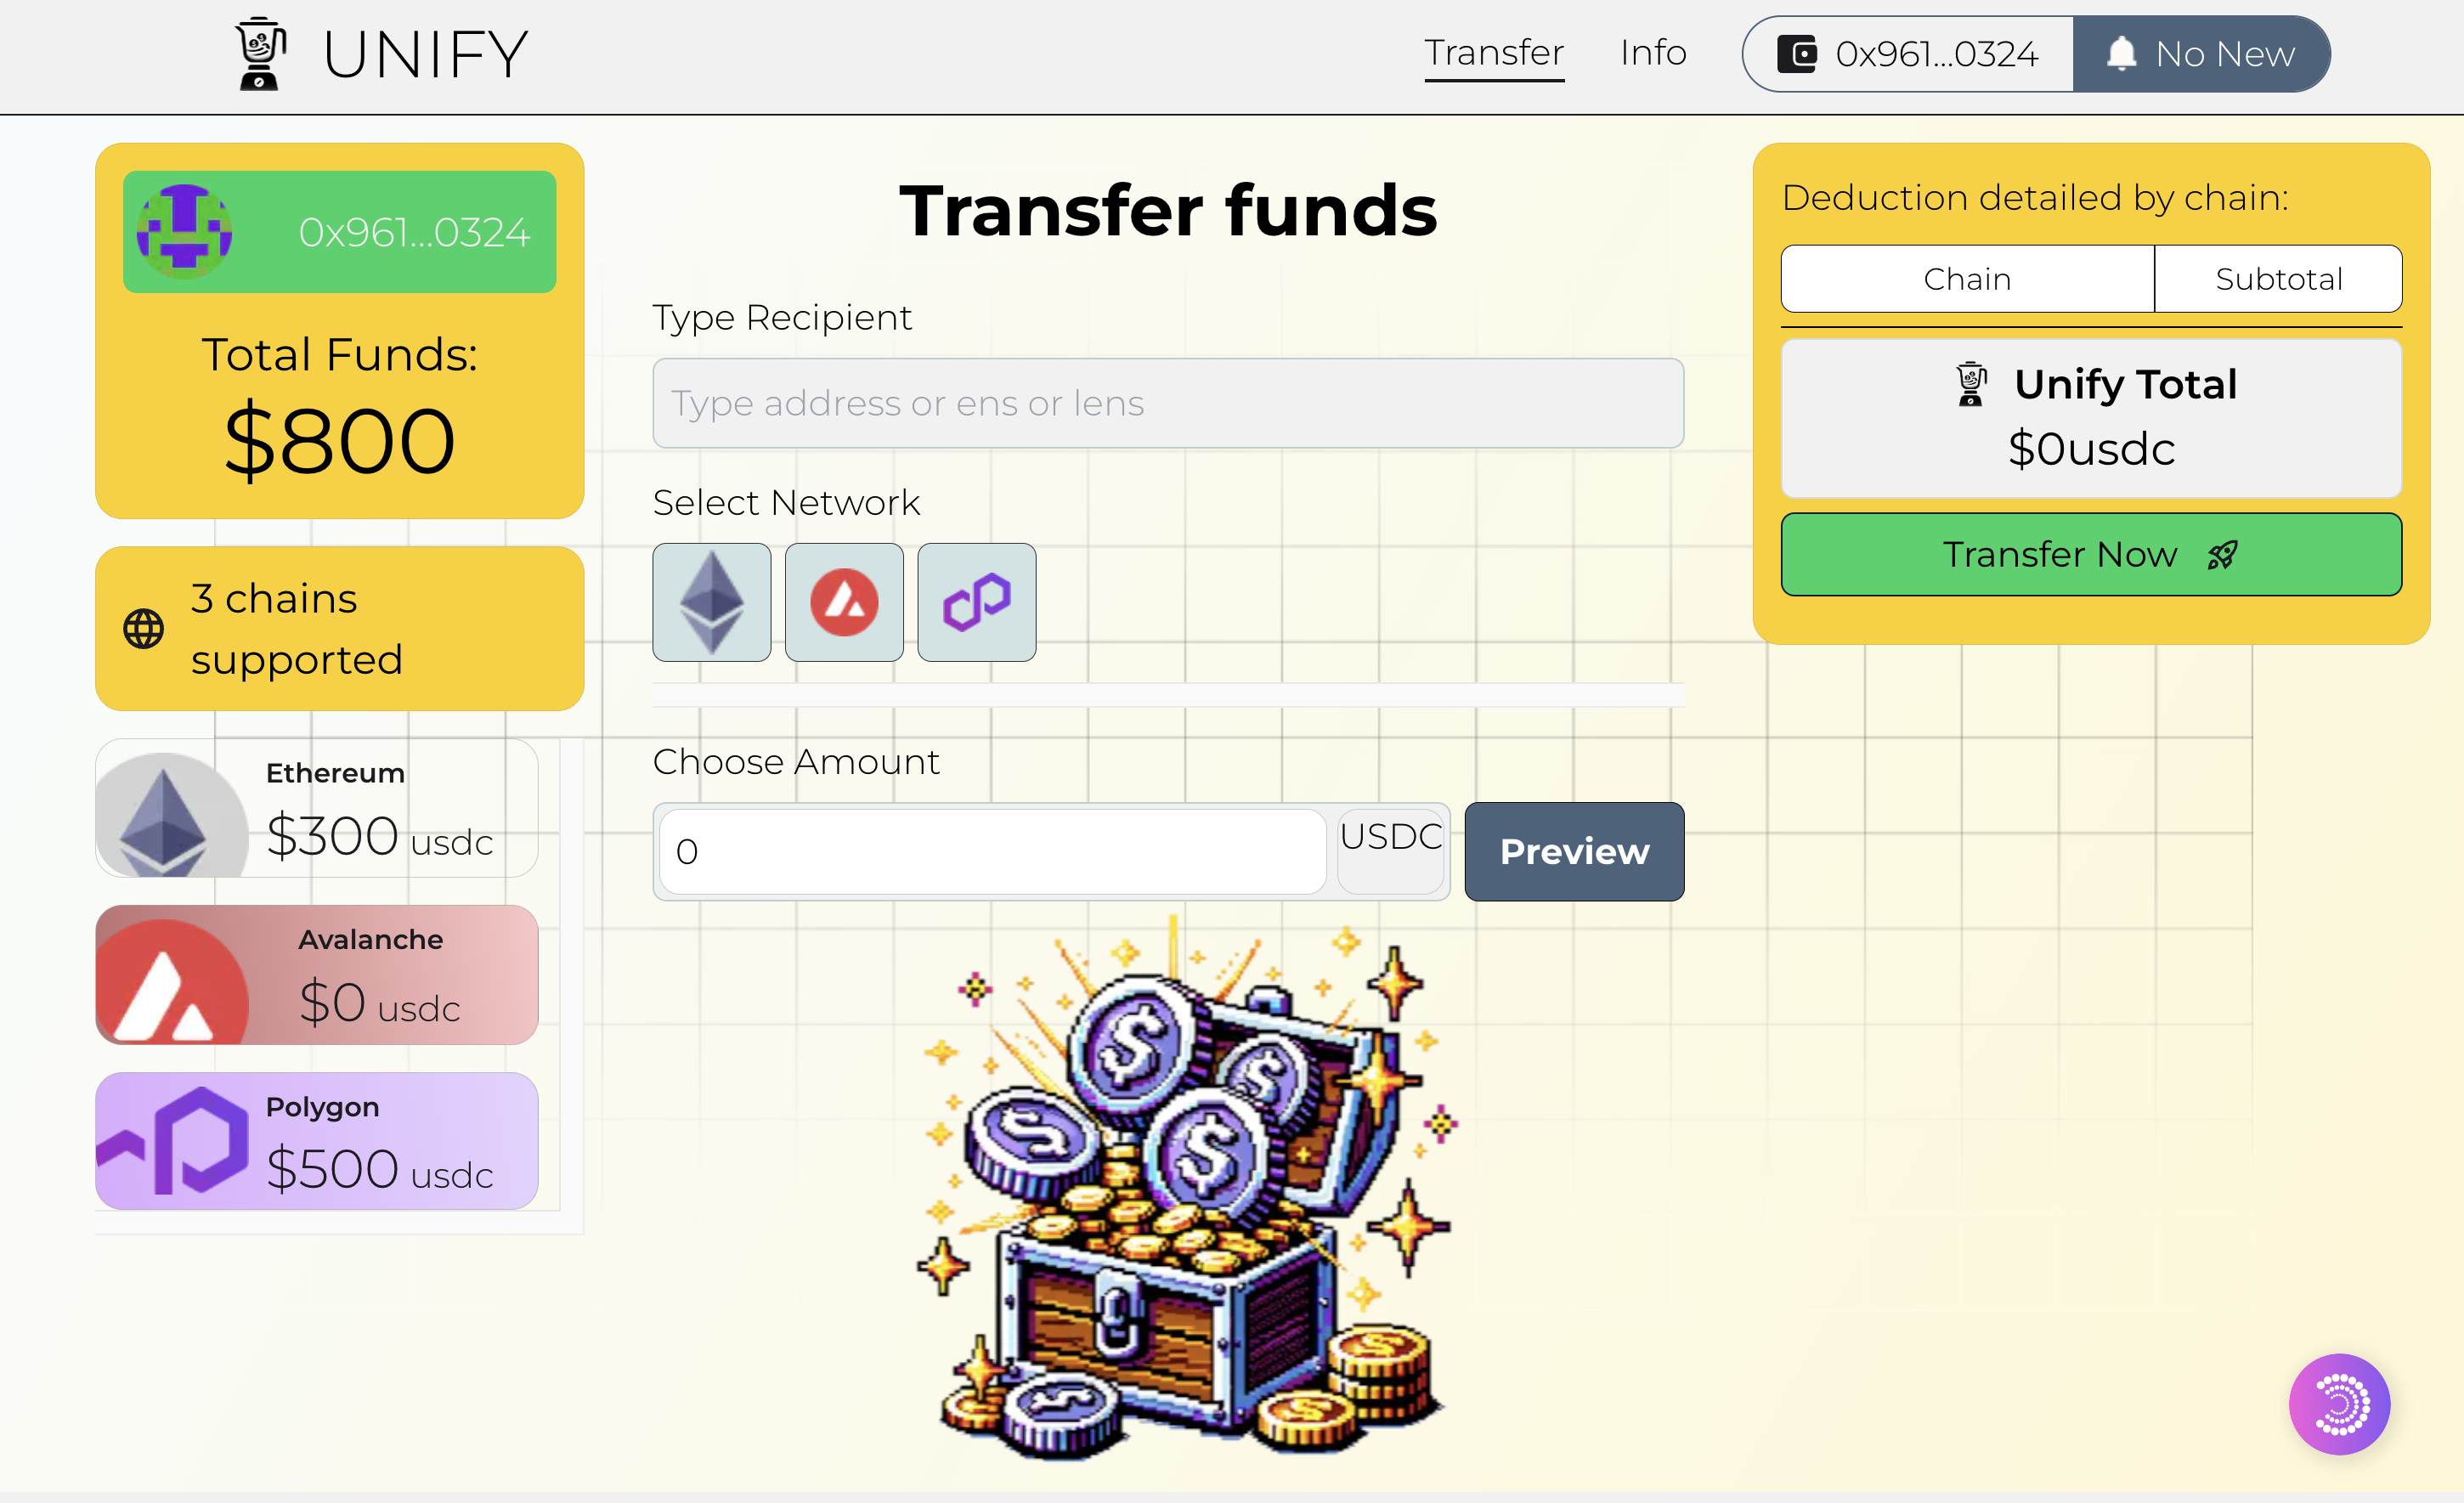 UNIFY
Transfer
Info
0x961...0324
No New
0x961...0324
Total Funds:
$800
3 chains
supported
Ethereum
$300 usdc
Avalanche
$0 usdc
Polygon
$500 usdc
Transfer funds
Type Recipient
Type address or ens or lens
Select Network
Choose Amount
0
USDC
Preview
Deduction detailed by chain:
Chain
Subtotal
Unify Total
$0usdc
Transfer Now